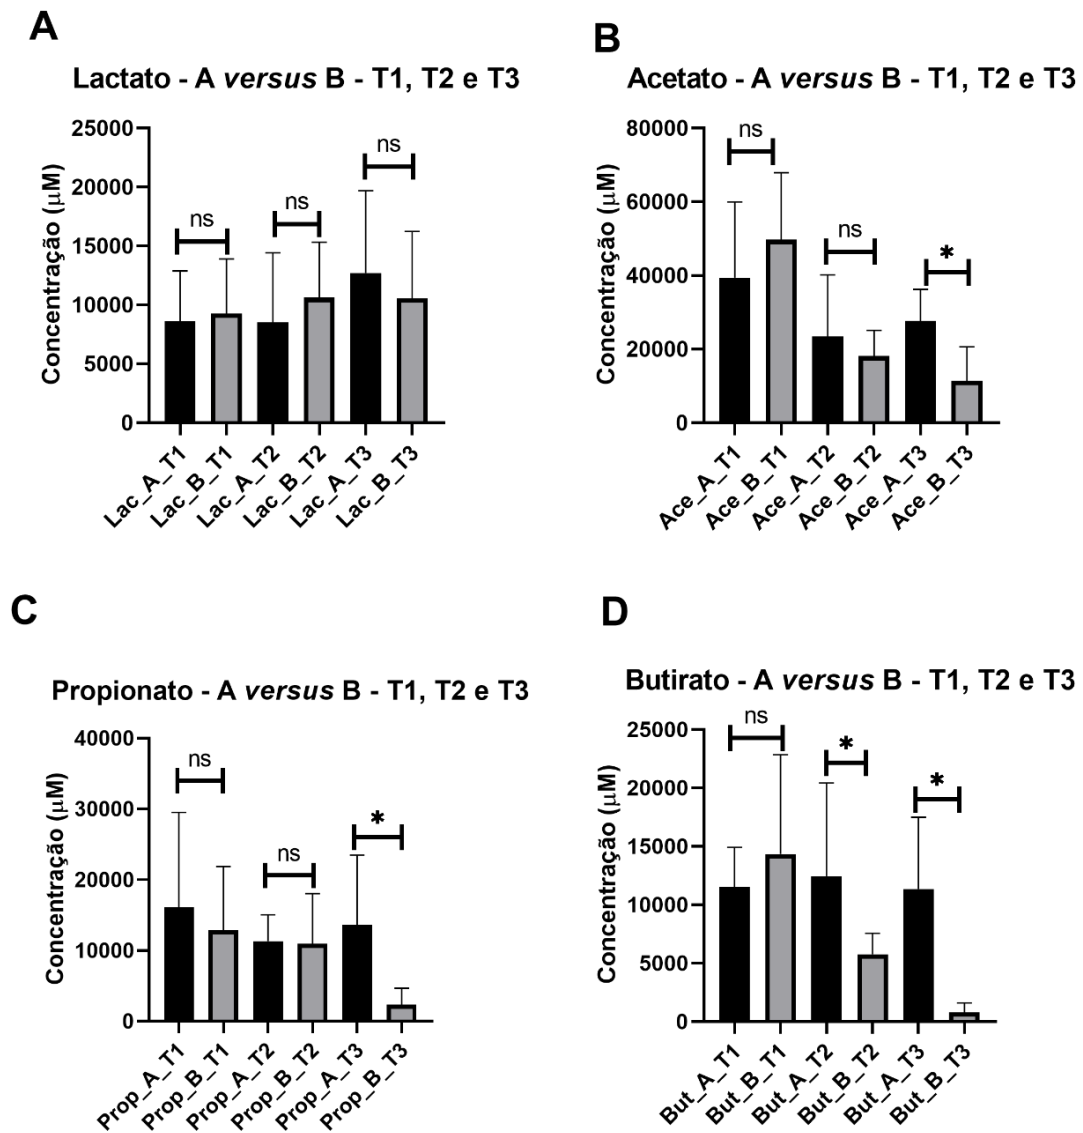 A
Lactato - A versus B - T1, T2 e T3
Concentração (µM)
25000
20000
15000
10000
5000
0
ns
ns
ns
Lac_A_T1
Lac_B_T1
Lac_A_T2
Lac_B_T2
Lac_A_T3
Lac_B_T3
B
Acetato - A versus B - T1, T2 e T3
Concentração (µM)
80000
60000
40000
20000
0
ns
ns
*
Ace_A_T1
Ace_B_T1
Ace_A_T2
Ace_B_T2
Ace_A_T3
Ace_B_T3
C
Propionato - A versus B - T1, T2 e T3
Concentração (µM)
40000
30000
20000
10000
0
ns
ns
*
Prop_A_T1
Prop_B_T1
Prop_A_T2
Prop_B_T2
Prop_A_T3
Prop_B_T3
D
Butirato - A versus B - T1, T2 e T3
Concentração (µM)
25000
20000
15000
10000
5000
0
ns
*
*
But_A_T1
But_B_T1
But_A_T2
But_B_T2
But_A_T3
But_B_T3